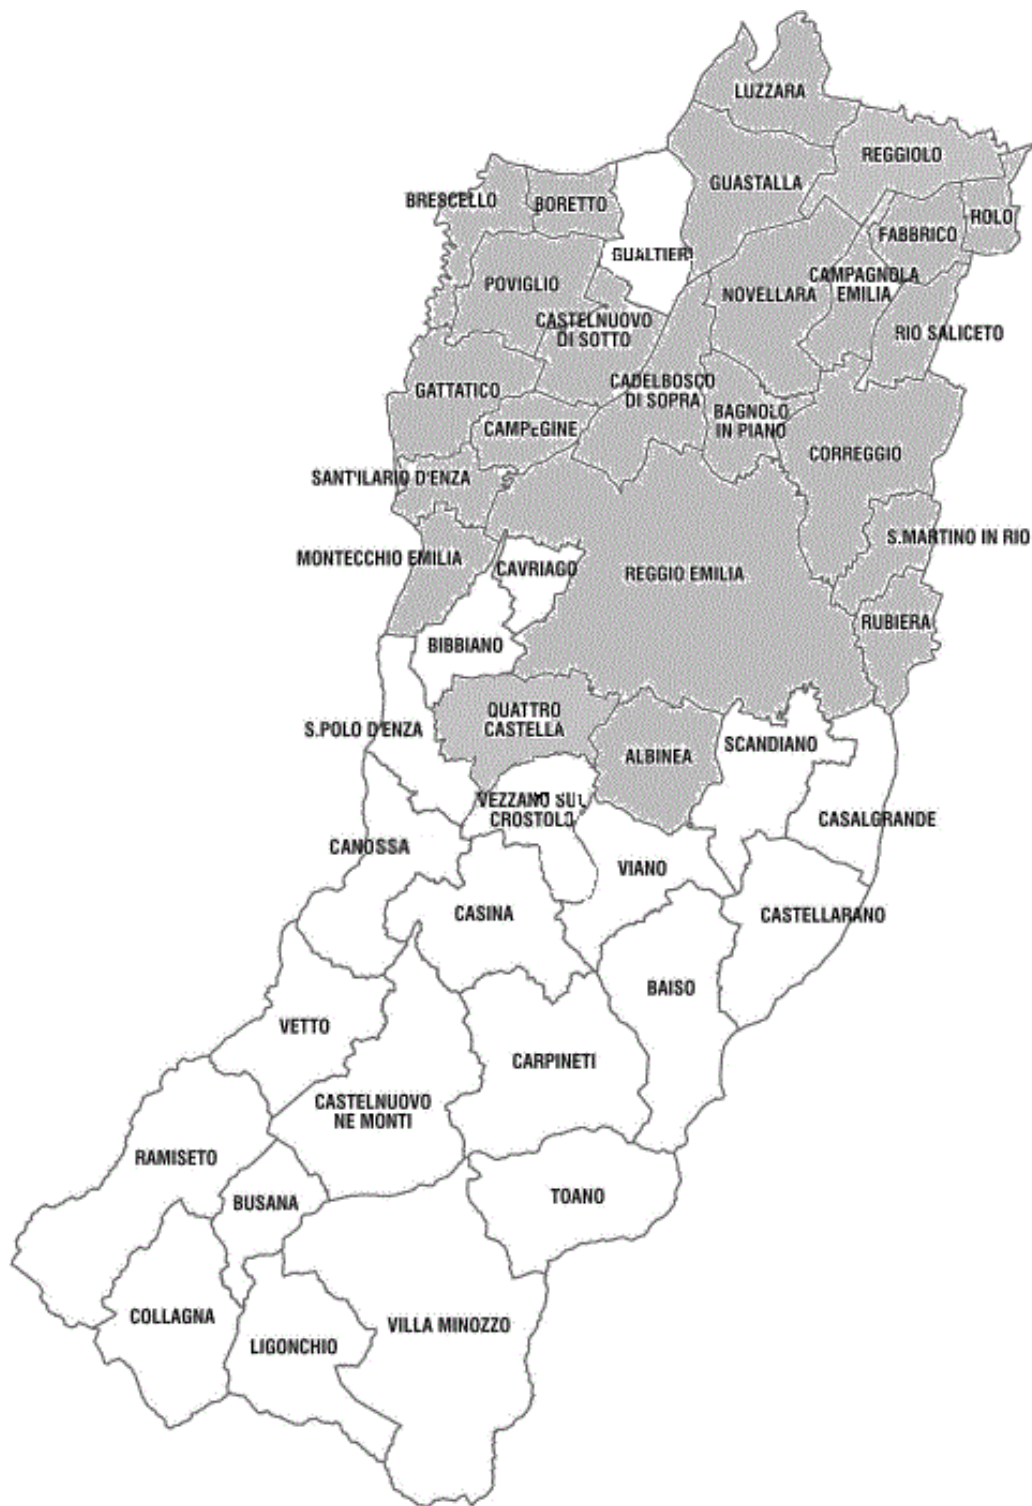 LUZZARA
REGGIOLO
GUASTALLA
BRESCELLO
BORETTO
ROLO
FABBRICO
GUALTIERI
CAMPAGNOLA
EMILIA
POVIGLIO
NOVELLARA
CASTELNUOVO
DI SOTTO
RIO SALICETO
GATTATICO
CADELBOSCO
DI SOPRA
BAGNOLO
IN PIANO
CAMPEGINE
CORREGGIO
SANT'ILARIO D'ENZA
S.MARTINO IN RIO
MONTECCHIO EMILIA
CAVRIAGO
REGGIO EMILIA
RUBIERA
BIBBIANO
QUATTRO
CASTELLA
S.POLO D'ENZA
SCANDIANO
ALBINEA
VEZZANO SUL
CROSTOLO
CASALGRANDE
CANOSSA
VIANO
CASINA
CASTELLARANO
BAISO
VETTO
CARPINETI
CASTELNUOVO
NE MONTI
RAMISETO
BUSANA
TOANO
COLLAGNA
VILLA MINOZZO
LIGONCHIO